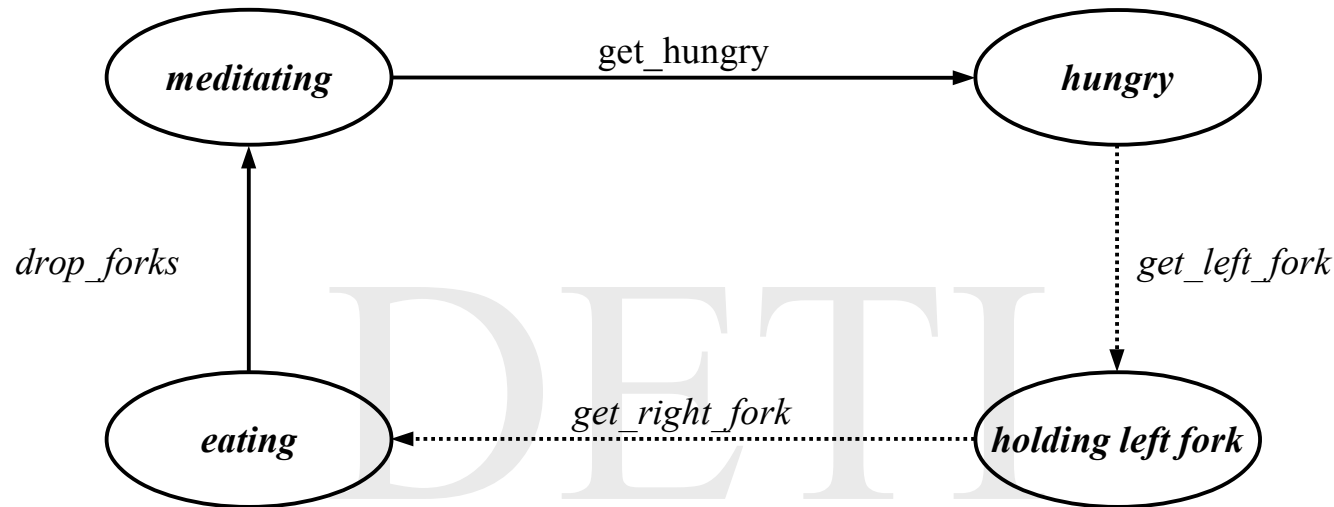 get_hungry
meditating
hungry
drop_forks
get_left_fork
get_right_fork
eating
holding left fork
DETI